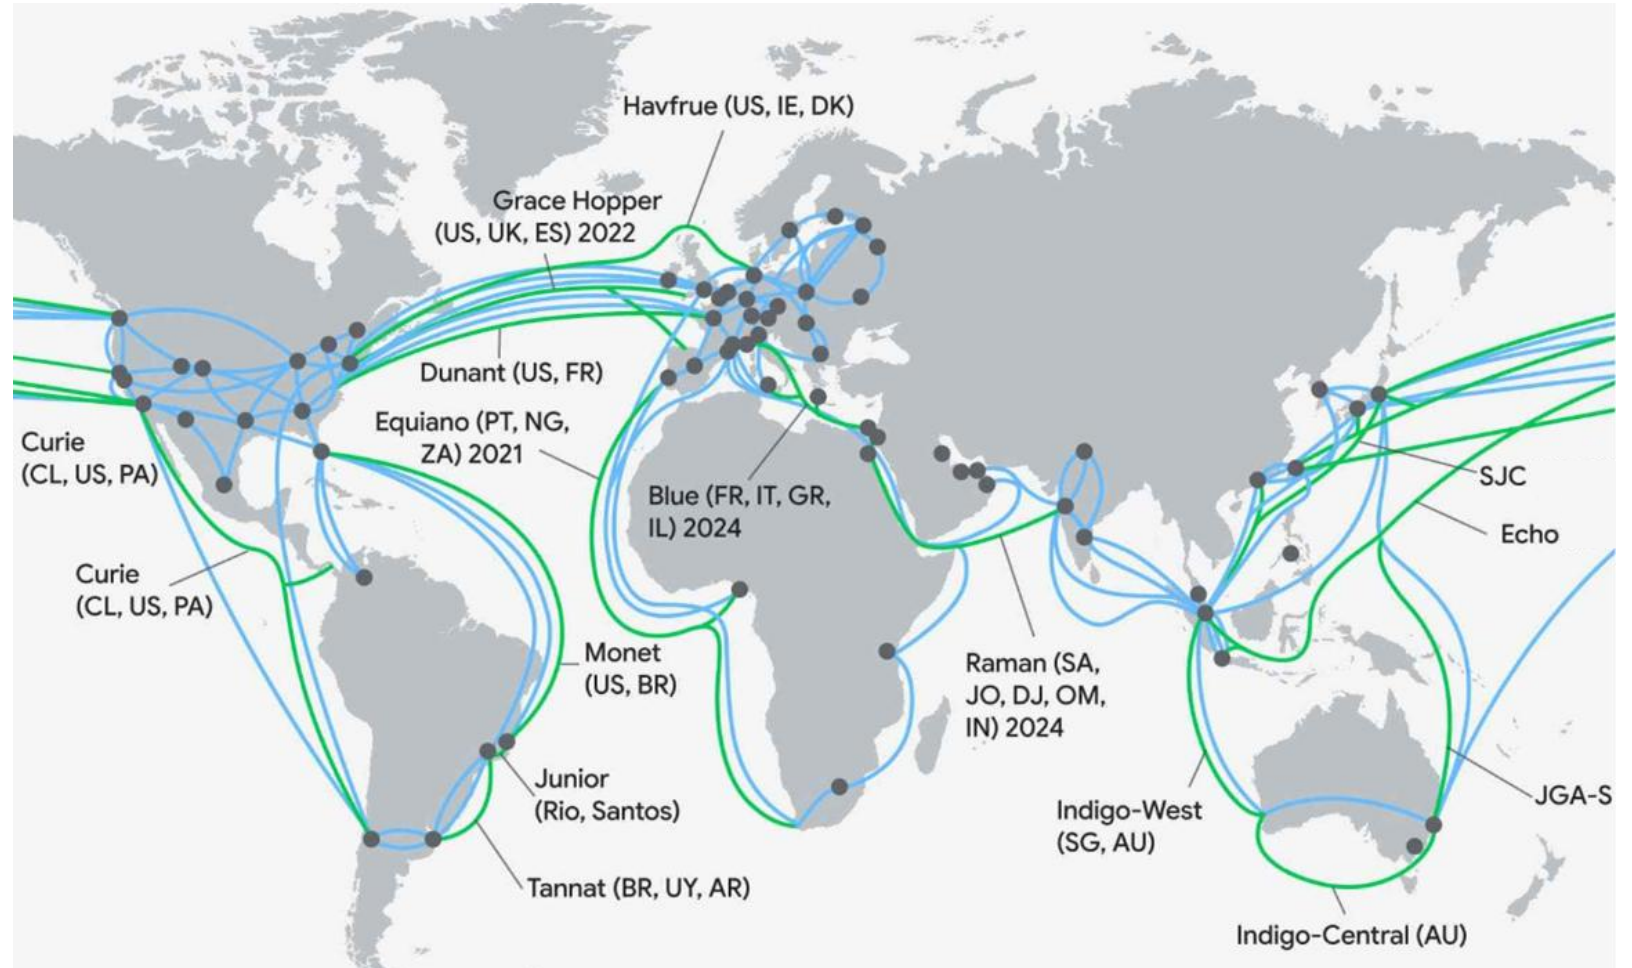 Havfrue (US, IE, DK)
Grace Hopper
(US, UK, ES) 2022
Dunant (US, FR)
Equiano (PT, NG,
ZA) 2021
Curie
(CL, US, PA)
Blue (FR, IT, GR,
IL) 2024
SJC
Echo
Curie
(CL, US, PA)
Monet
(US, BR)
Raman (SA,
JO, DJ, OM,
IN) 2024
Junior
(Rio, Santos)
Indigo-West
(SG, AU)
JGA-S
Tannat (BR, UY, AR)
Indigo-Central (AU)